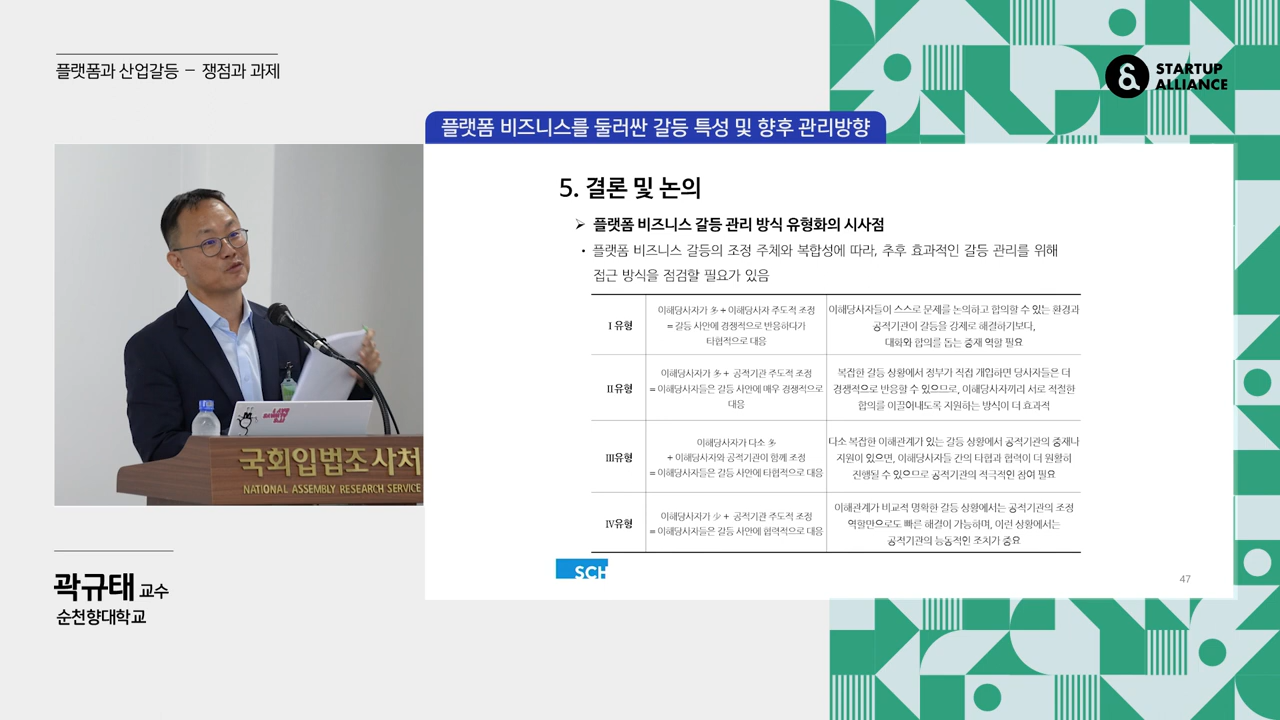 플랫폼과 산업갈등 – 쟁점과 과제
STARTUP
ALLIANCE
플랫폼 비즈니스를 둘러싼 갈등 특성 및 향후 관리방향
5. 결론 및 논의
➢ 플랫폼 비즈니스 갈등 관리 방식 유형화의 시사점
• 플랫폼 비즈니스 갈등의 조정 주체와 복합성에 따라, 추후 효과적인 갈등 관리를 위해
접근 방식을 점검할 필요가 있음
I 유형
이해당사자가 多 + 이해당사자 주도적 조정
= 갈등 사안에 경쟁적으로 반응하다가
타협적으로 대응
이해당사자들이 스스로 문제를 논의하고 합의할 수 있는 환경과
공적기관이 갈등을 강제로 해결하기보다,
대화와 합의를 돕는 중재 역할 필요
II유형
이해당사자가 多 + 공적기관 주도적 조정
= 이해당사자들은 갈등 사안에 매우 경쟁적으로
대응
복잡한 갈등 상황에서 정부가 직접 개입하면 당사자들은 더
경쟁적으로 반응할 수 있으므로, 이해당사자끼리 서로 적절한
합의를 이끌어내도록 지원하는 방식이 더 효과적
III유형
이해당사자가 다소 多
+ 이해당사자와 공적기관이 함께 조정
= 이해당사자들은 갈등 사안에 타협적으로 대응
다소 복잡한 이해관계가 있는 갈등 상황에서 공적기관의 중재나
지원이 있으면, 이해당사자들 간의 타협과 협력이 더 원활히
진행될 수 있으므로 공적기관의 적극적인 참여 필요
IV유형
이해당사자가 少 + 공적기관 주도적 조정
= 이해당사자들은 갈등 사안에 협력적으로 대응
이해관계가 비교적 명확한 갈등 상황에서는 공적기관의 조정
역할만으로도 빠른 해결이 가능하며, 이런 상황에서는
공적기관의 능동적인 조치가 중요
SCH
47
국회입법조사처
NATIONAL ASSEMBLY RESEARCH SERVICE
곽규태 교수
순천향대학교